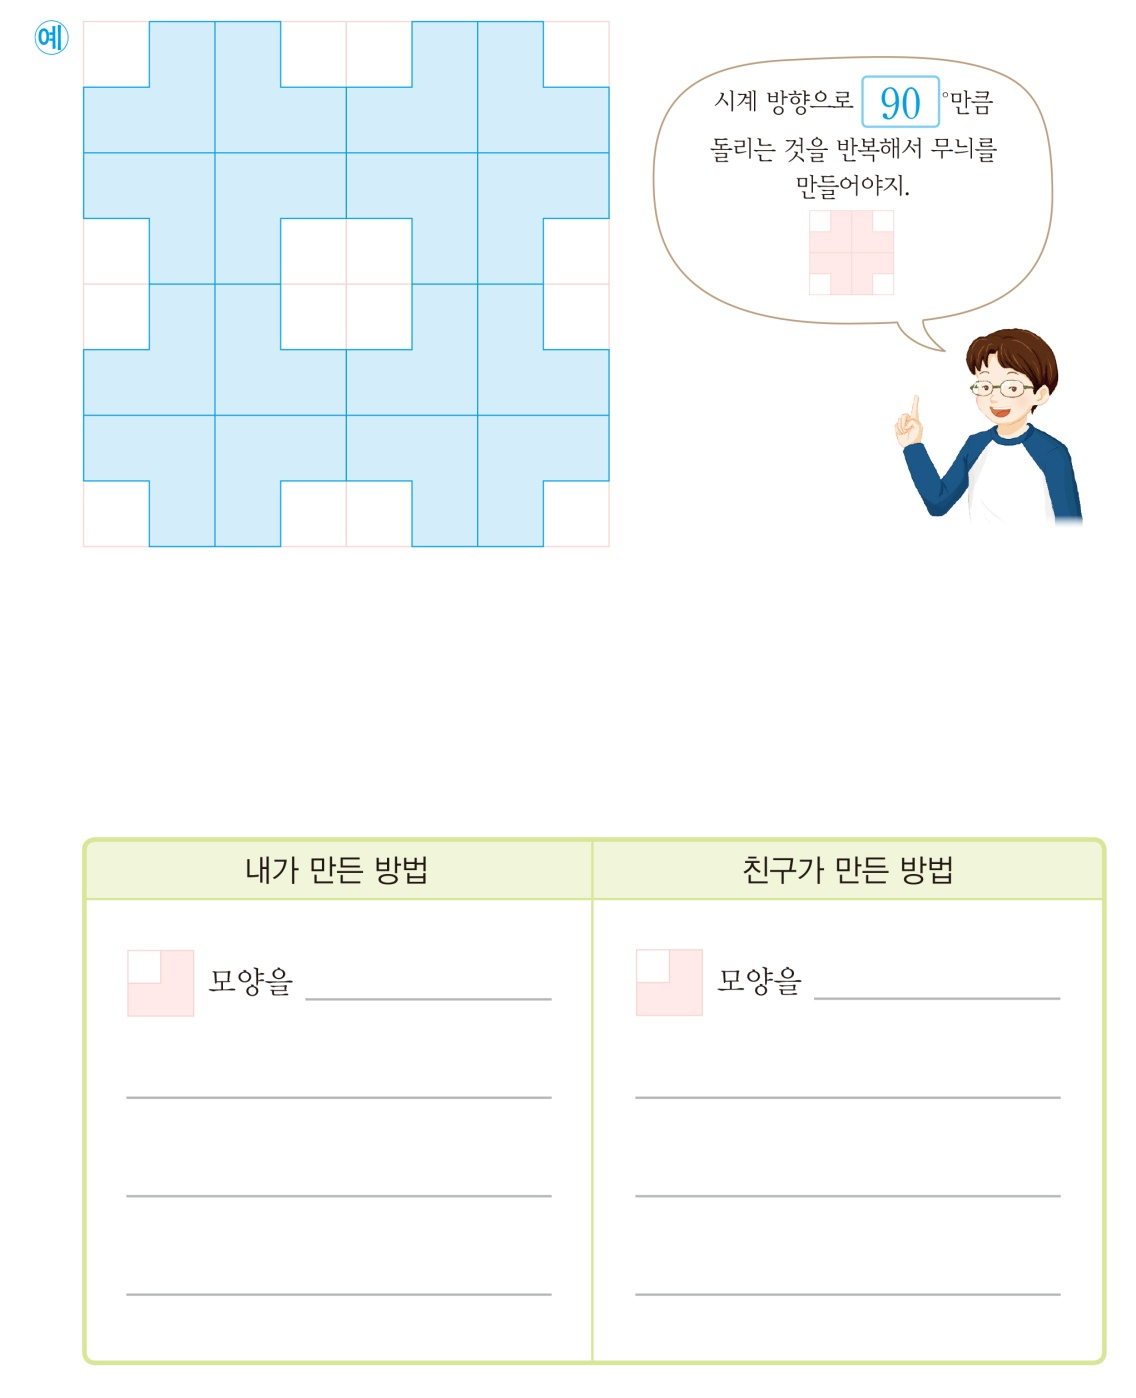 예
시계 방향으로 90 °만큼
돌리는 것을 반복해서 무늬를
만들어야지.
내가 만든 방법
친구가 만든 방법
모양을
모양을